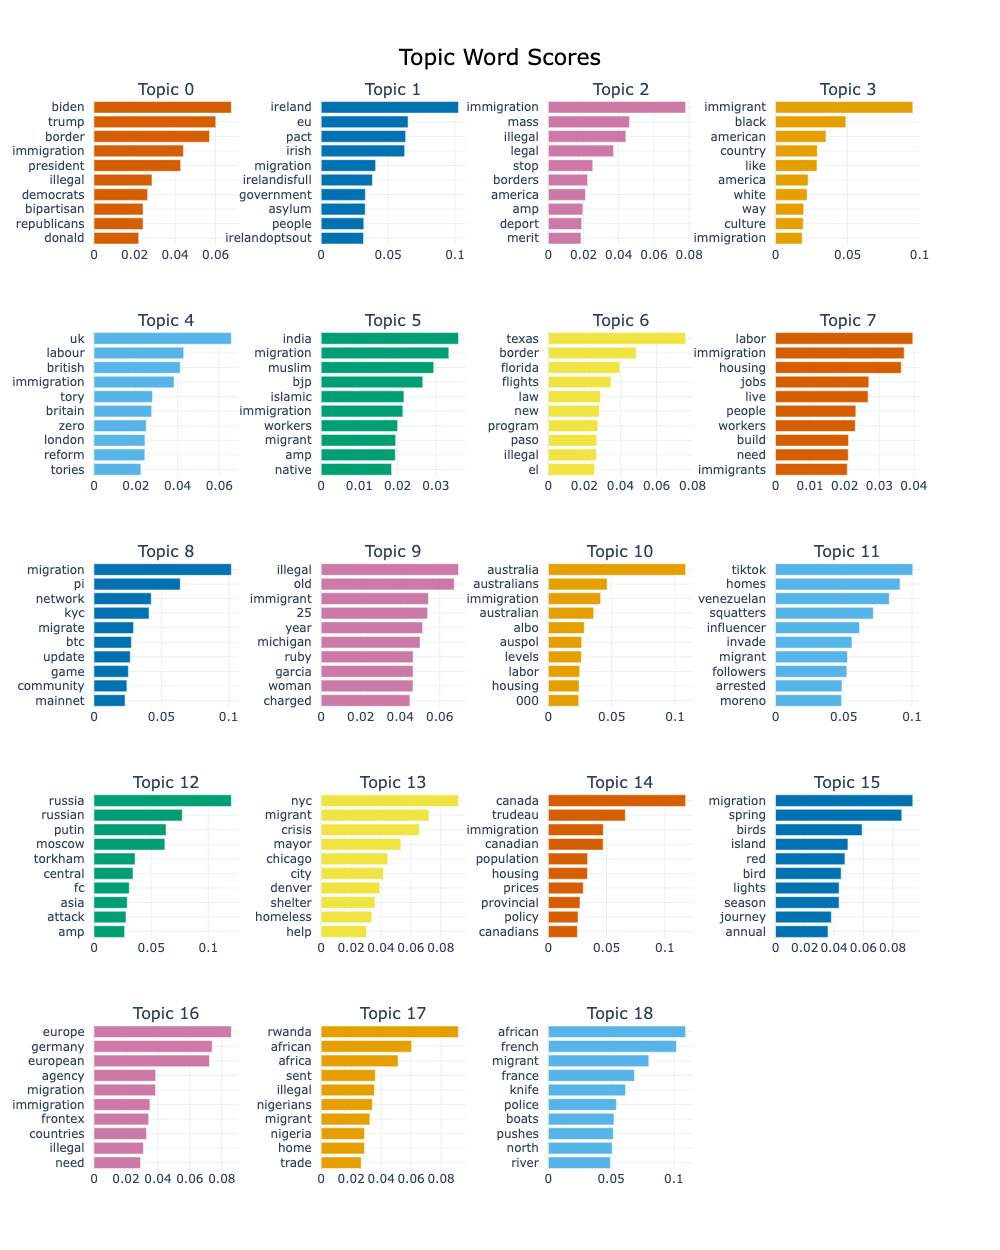 Topic Word Scores
Topic 0
biden
trump
border
immigration
president
illegal
democrats
bipartisan
republicans
donald
0 0.02 0.04 0.06
Topic 1
ireland
eu
pact
irish
migration
irelandisfull
government
asylum
people
irelandoptsout
0 0.05 0.1
Topic 2
immigration
mass
illegal
legal
stop
borders
america
amp
deport
merit
0 0.02 0.04 0.06 0.08
Topic 3
immigrant
black
american
country
like
america
white
way
culture
immigration
0 0.05 0.1
Topic 4
uk
labour
british
immigration
tory
britain
zero
london
reform
tories
0 0.02 0.04 0.06
Topic 5
india
migration
muslim
bjp
islamic
immigration
workers
migrant
amp
native
0 0.01 0.02 0.03
Topic 6
texas
border
florida
flights
law
new
program
paso
illegal
el
0 0.02 0.04 0.06 0.08
Topic 7
labor
immigration
housing
jobs
live
people
workers
build
need
immigrants
0 0.01 0.02 0.03 0.04
Topic 8
migration
pi
network
kyc
migrate
btc
update
game
community
mainnet
0 0.05 0.1
Topic 9
illegal
old
immigrant
25
year
michigan
ruby
garcia
woman
charged
0 0.02 0.04 0.06
Topic 10
australia
australians
immigration
australian
albo
auspol
levels
labor
housing
000
0 0.05 0.1
Topic 11
tiktok
homes
venezuelan
squatters
influencer
invade
migrant
followers
arrested
moreno
0 0.05 0.1
Topic 12
russia
russian
putin
moscow
torkham
central
fc
asia
attack
amp
0 0.05 0.1
Topic 13
nyc
migrant
crisis
mayor
chicago
city
denver
shelter
homeless
help
0 0.02 0.04 0.06 0.08
Topic 14
canada
trudeau
immigration
canadian
population
housing
prices
provincial
policy
canadians
0 0.05 0.1
Topic 15
migration
spring
birds
island
red
bird
lights
season
journey
annual
0 0.02 0.04 0.06 0.08
Topic 16
europe
germany
european
agency
migration
immigration
frontex
countries
illegal
need
0 0.02 0.04 0.06 0.08
Topic 17
rwanda
african
africa
sent
illegal
nigerians
migrant
nigeria
home
trade
0 0.02 0.04 0.06 0.08
Topic 18
african
french
migrant
france
knife
police
boats
pushes
north
river
0 0.05 0.1